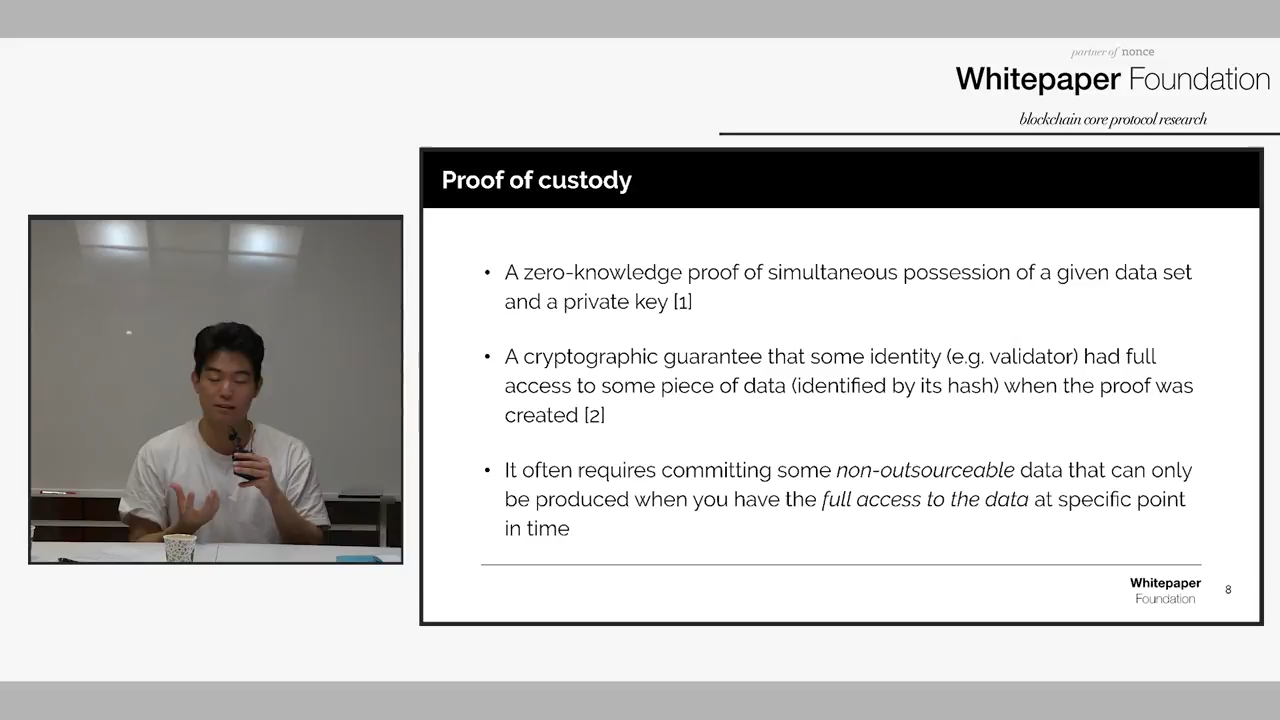 partner of nonce
Whitepaper Foundation
blockchain core protocol research
Proof of custody
• A zero-knowledge proof of simultaneous possession of a given data set
and a private key [1]
• A cryptographic guarantee that some identity (e.g. validator) had full
access to some piece of data (identified by its hash) when the proof was
created [2]
• It often requires committing some non-outsourceable data that can only
be produced when you have the full access to the data at specific point
in time
Whitepaper
Foundation
8